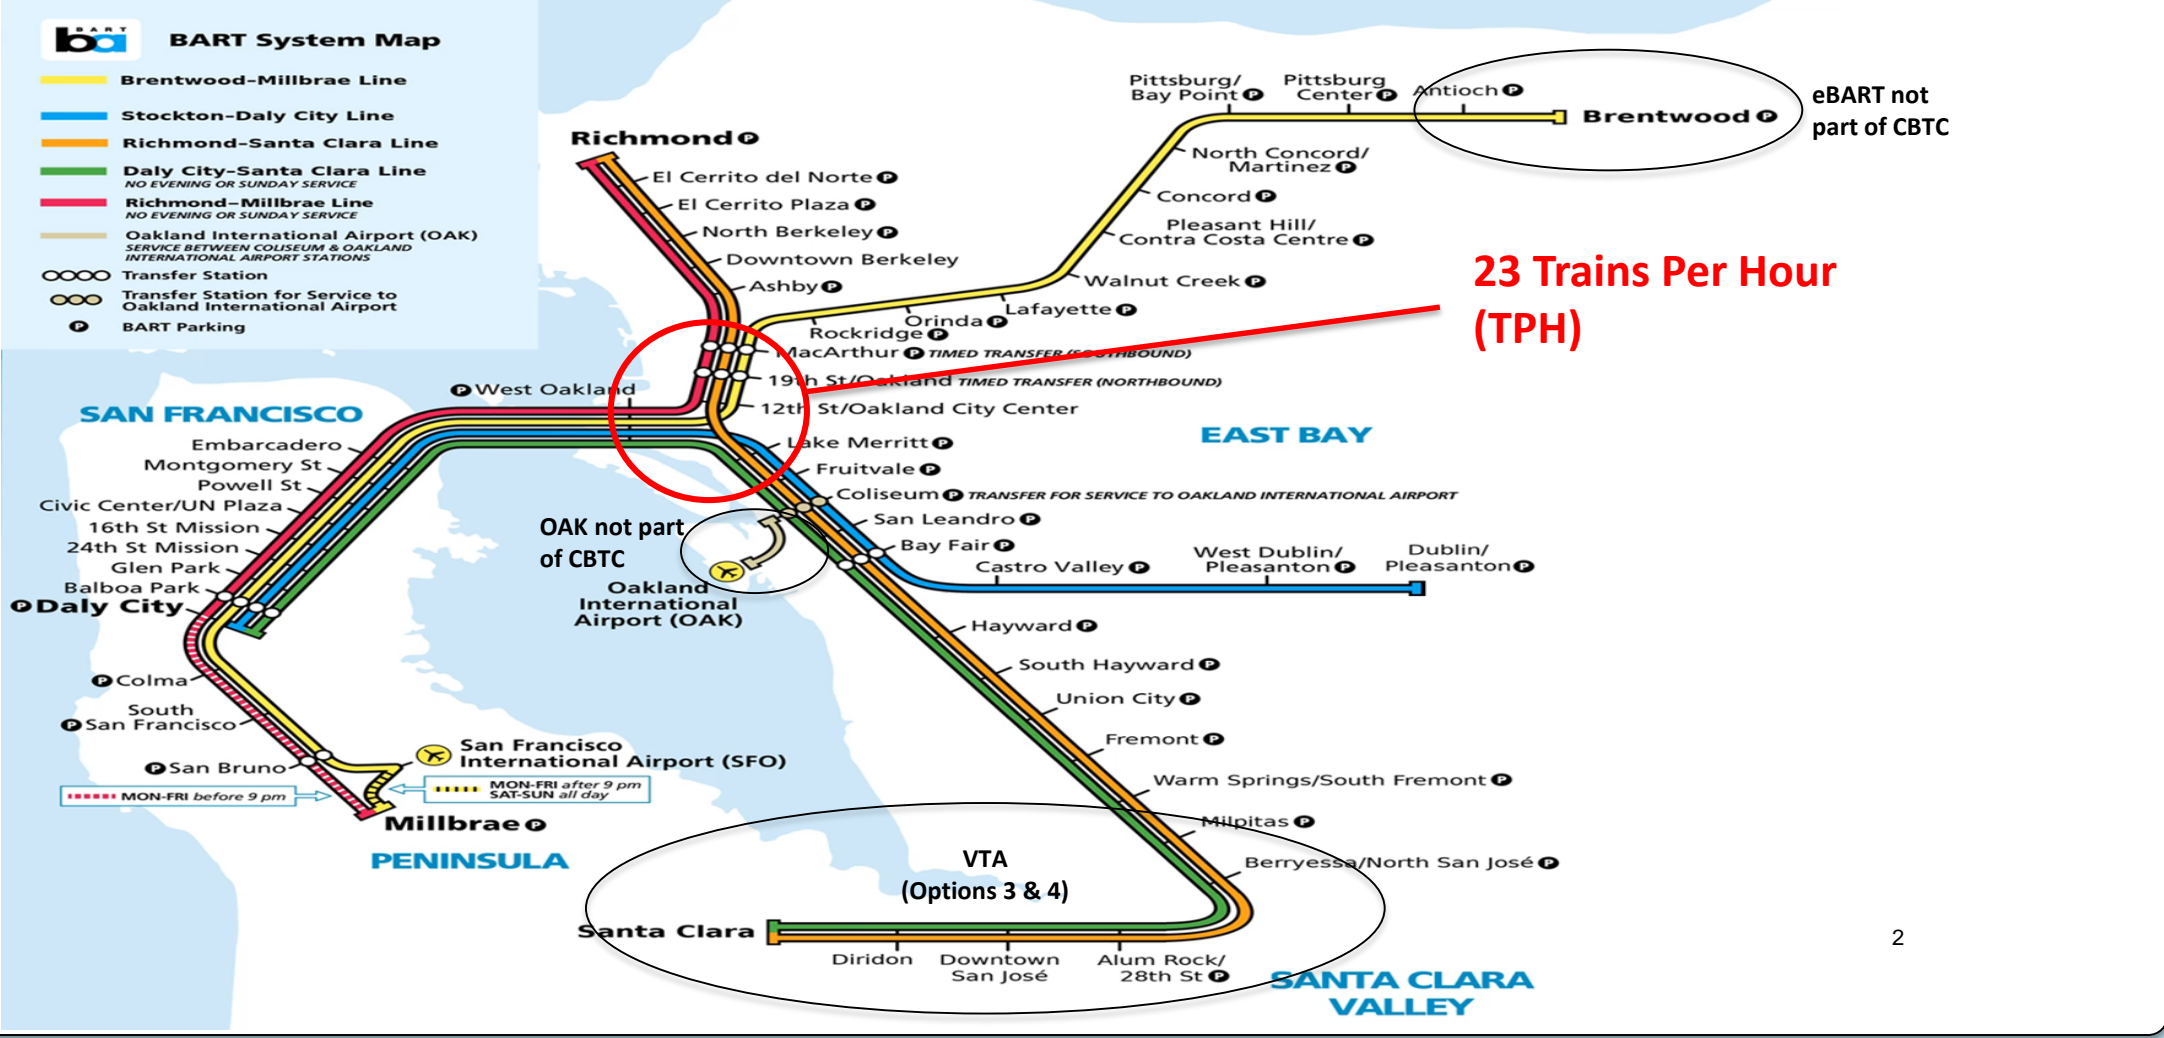 BART
ba
BART System Map
Brentwood–Millbrae Line
Stockton–Daly City Line
Richmond–Santa Clara Line
Daly City–Santa Clara Line
NO EVENING OR SUNDAY SERVICE
Richmond–Millbrae Line
NO EVENING OR SUNDAY SERVICE
Oakland International Airport (OAK)
SERVICE BETWEEN COLISEUM & OAKLAND
INTERNATIONAL AIRPORT STATIONS
Transfer Station
Transfer Station for Service to
Oakland International Airport
P BART Parking
Richmond P
El Cerrito del Norte P
El Cerrito Plaza P
North Berkeley P
Downtown Berkeley
Ashby P
Pittsburg/
Bay Point P
Pittsburg
Center P
Antioch P
Brentwood P
eBART not
part of CBTC
North Concord/
Martinez P
Concord P
Pleasant Hill/
Contra Costa Centre P
Walnut Creek P
Lafayette P
Orinda P
Rockridge P
23 Trains Per Hour
(TPH)
MacArthur P TIMED TRANSFER (SOUTHBOUND)
19th St/Oakland TIMED TRANSFER (NORTHBOUND)
12th St/Oakland City Center
P West Oakland
SAN FRANCISCO
EAST BAY
Embarcadero
Montgomery St
Powell St
Civic Center/UN Plaza
16th St Mission
24th St Mission
Glen Park
Balboa Park
P Daly City
Lake Merritt P
Fruitvale P
Coliseum P TRANSFER FOR SERVICE TO OAKLAND INTERNATIONAL AIRPORT
San Leandro P
Bay Fair P
OAK not part
of CBTC
Oakland
International
Airport (OAK)
Castro Valley P
West Dublin/
Pleasanton P
Dublin/
Pleasanton P
Hayward P
South Hayward P
Union City P
Fremont P
Warm Springs/South Fremont P
Milpitas P
Berryessa/North San José P
P Colma
South
P San Francisco
P San Bruno
San Francisco
International Airport (SFO)
MON-FRI before 9 pm
MON-FRI after 9 pm
SAT-SUN all day
Millbrae P
PENINSULA
VTA
(Options 3 & 4)
Santa Clara
Diridon
Downtown
San José
Alum Rock/
28th St P
SANTA CLARA
VALLEY
2